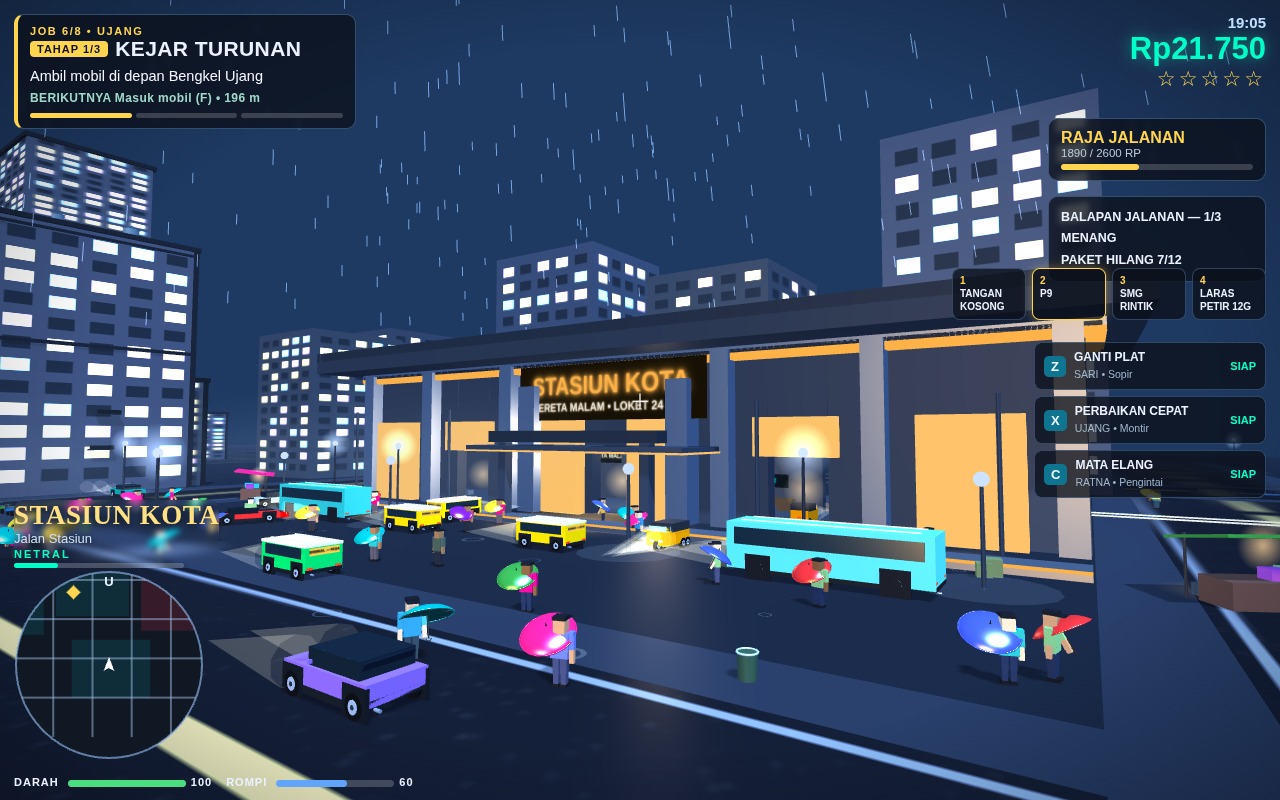 JOB 6/8 • UJANG
TAHAP 1/3 KEJAR TURUNAN
Ambil mobil di depan Bengkel Ujang
BERIKUTNYA Masuk mobil (F) • 196 m
19:05
Rp21.750
RAJA JALANAN
1890 / 2600 RP
BALAPAN JALANAN — 1/3
MENANG
PAKET HILANG 7/12
1 TANGAN KOSONG
2 P9
3 SMG RINTIK
4 LARAS PETIR 12G
Z GANTI PLAT SIAP
SARI • Sopir
X PERBAIKAN CEPAT SIAP
UJANG • Montir
C MATA ELANG SIAP
RATNA • Pengintai
STASIUN KOTA
ERETA MALAM • LOKET 24
STASIUN KOTA
Jalan Stasiun
NETRAL
U
DARAH 100 ROMPI 60